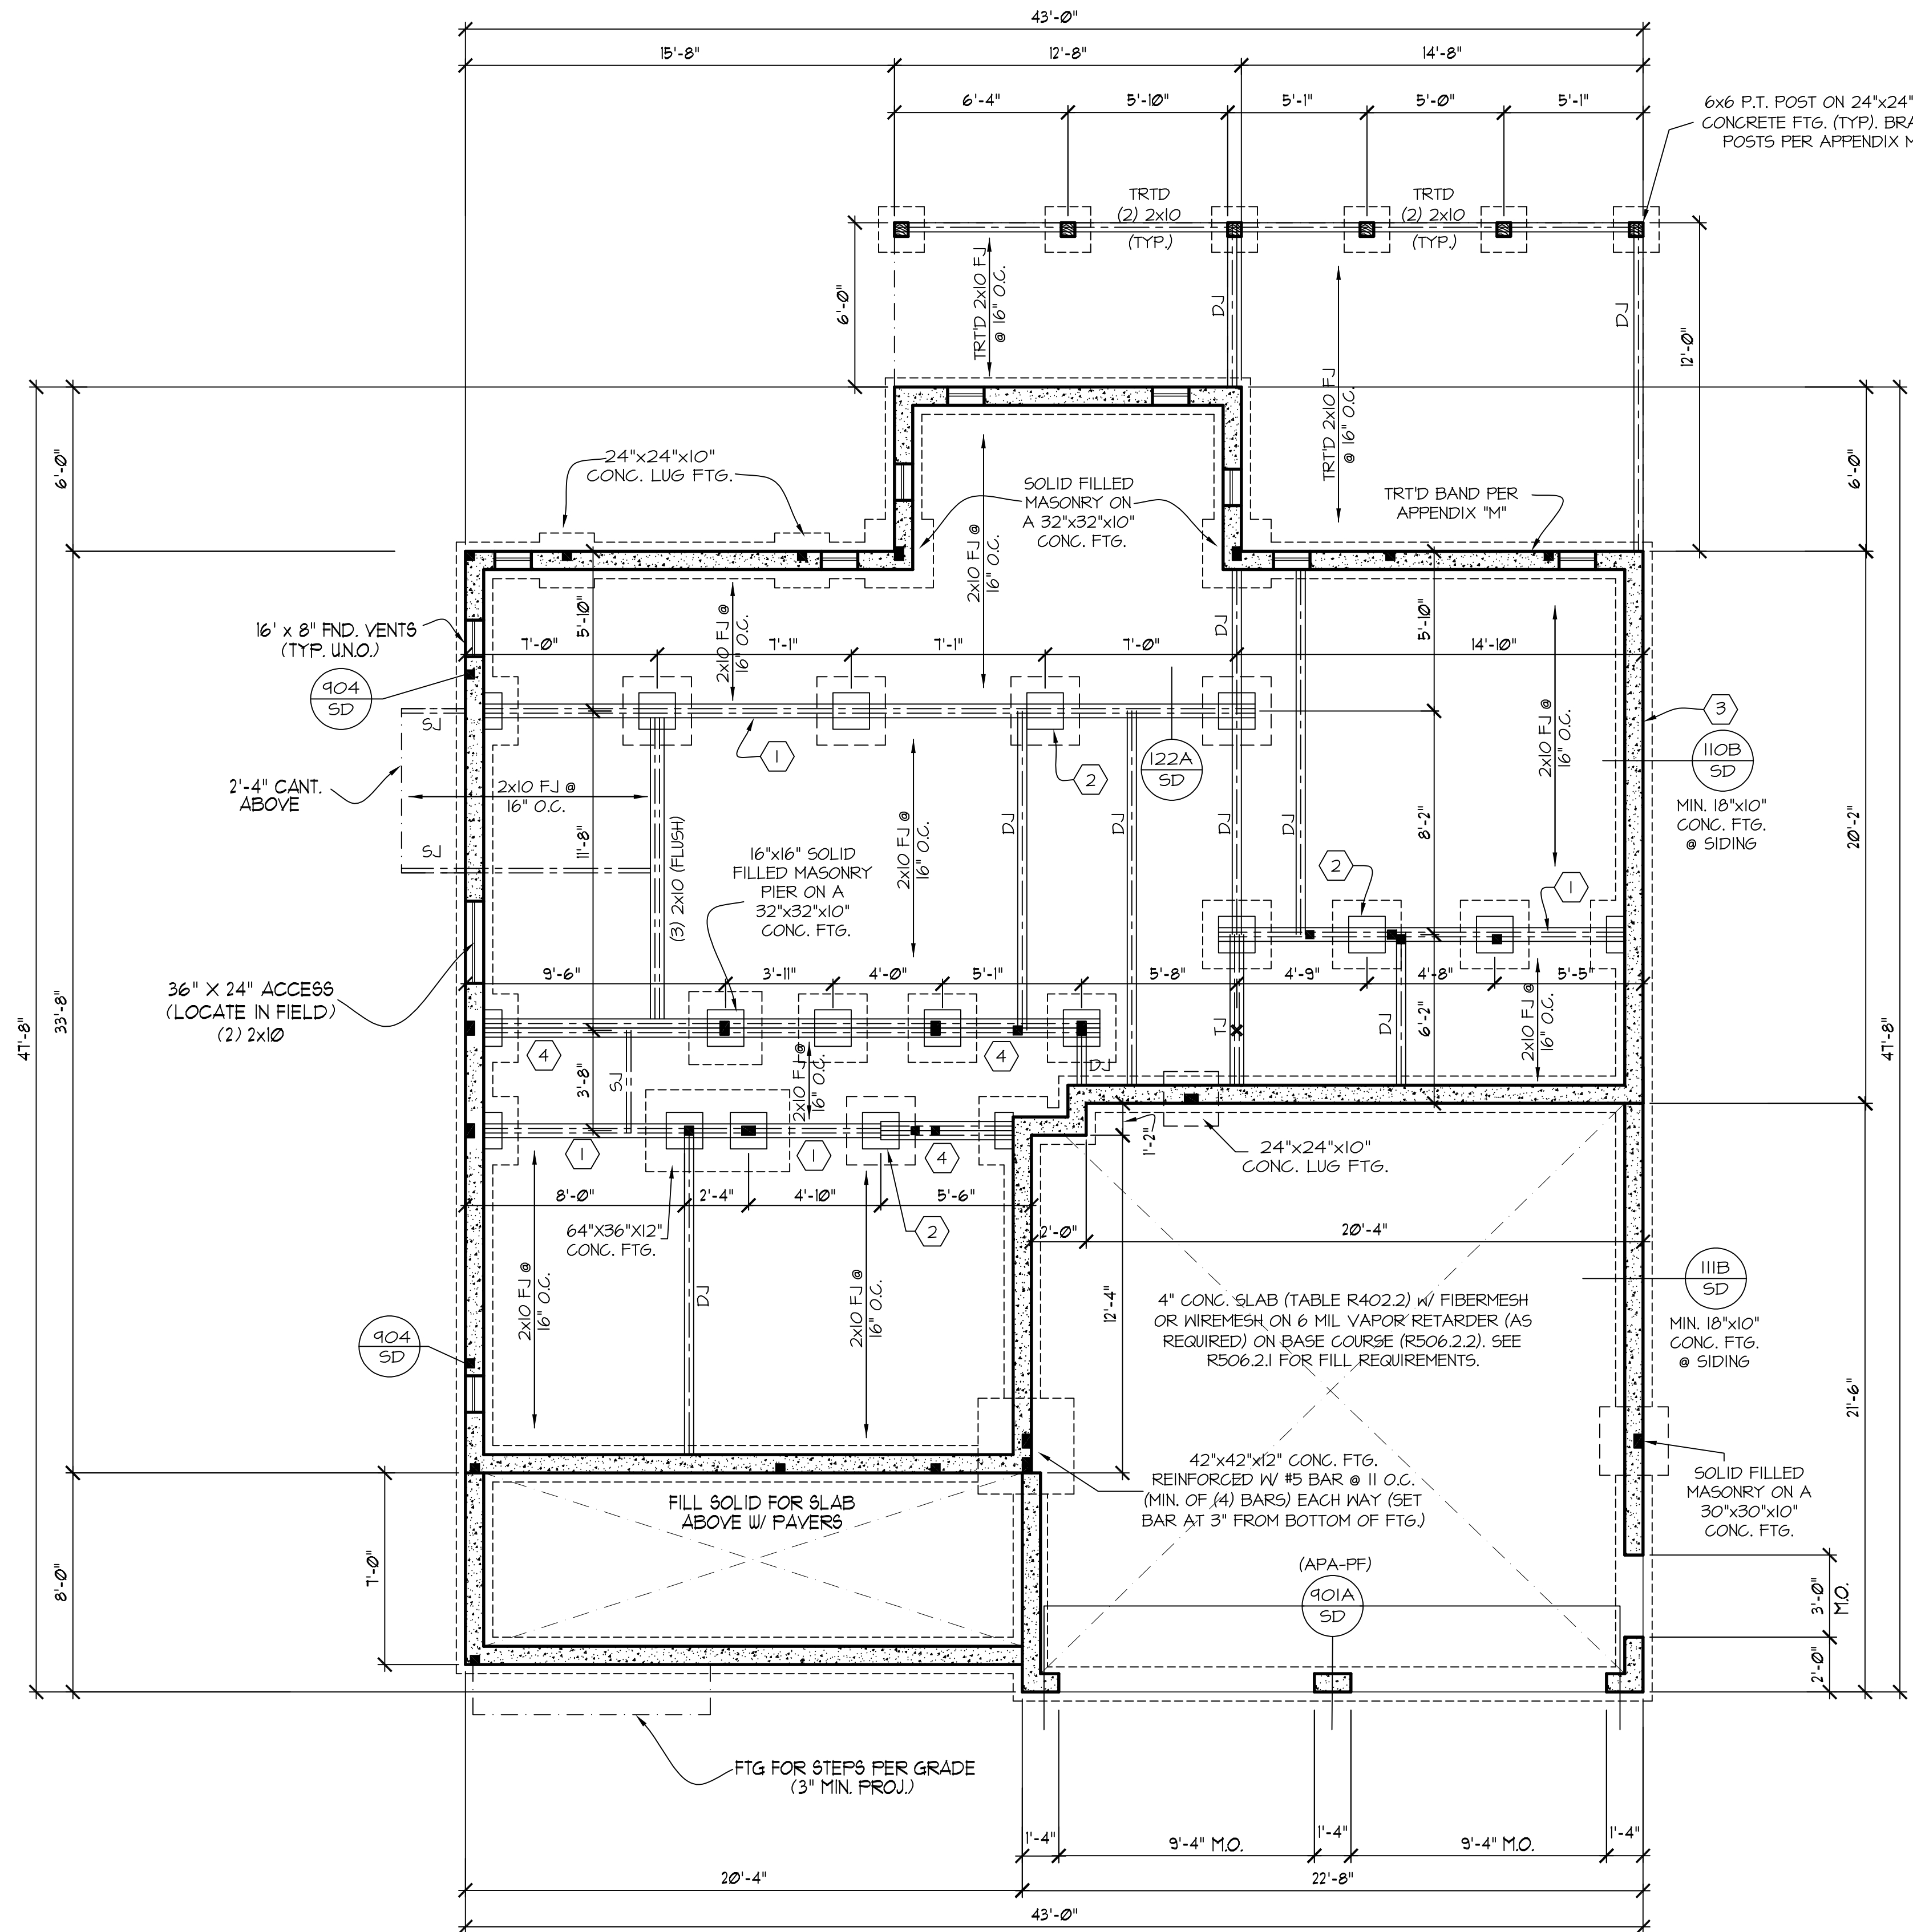 43'-0"
15'-8"
12'-8"
14'-8"
6'-4"
5'-10"
5'-1"
5'-0"
5'-1"
6x6 P.T. POST ON 24"x24"
CONCRETE FTG. (TYP).
POSTS PER APPENDIX
TRTD
(2) 2x10
(TYP.)
TRTD
(2) 2x10
(TYP.)
6'-0"
TRT'D 2x10 FJ
@ 16" O.C.
DJ
TRT'D 2x10 FJ
@ 16" O.C.
DJ
12'-0"
6'-0"
24"x24"x10"
CONC. LUG FTG.
SOLID FILLED
MASONRY ON
A 32"x32"x10"
CONC. FTG.
2x10 FJ @
16" O.C.
TRT'D BAND PER
APPENDIX "M"
6'-0"
16' x 8" FND. VENTS
(TYP. U.N.O.)
904
SD
5'-10"
2x10 FJ @
16" O.C.
DJ
5'-10"
7'-0"
7'-1"
7'-1"
7'-0"
14'-10"
2x10 FJ @
16" O.C.
3
110B
SD
MIN. 18"x10"
CONC. FTG.
@ SIDING
SJ
1
2
122A
SD
2'-4" CANT.
ABOVE
2x10 FJ @
16" O.C.
SJ
11'-8"
(3) 2x10 (FLUSH)
16"x16" SOLID
FILLED MASONRY
PIER ON A
32"x32"x10"
CONC. FTG.
2x10 FJ @
16" O.C.
DJ
DJ
DJ
DJ
8'-2"
2
1
20'-2"
47'-8"
33'-8"
47'-8"
36" X 24" ACCESS
(LOCATE IN FIELD)
(2) 2x10
9'-6"
3'-11"
4'-0"
5'-1"
5'-8"
4'-9"
4'-8"
5'-5"
4
4
TJ
DJ
6'-2"
2x10 FJ @
16" O.C.
3'-8"
SJ
2x10 FJ @
16" O.C.
DJ
1
1
4
1'-2"
24"x24"x10"
CONC. LUG FTG.
8'-0"
2'-4"
4'-10"
5'-6"
64"X36"X12"
CONC. FTG.
2
2'-0"
20'-4"
2x10 FJ @
16" O.C.
DJ
2x10 FJ @
16" O.C.
12'-4"
111B
SD
MIN. 18"x10"
CONC. FTG.
@ SIDING
4" CONC. SLAB (TABLE R402.2) W/ FIBERMESH
OR WIREMESH ON 6 MIL VAPOR RETARDER (AS
REQUIRED) ON BASE COURSE (R506.2.2). SEE
R506.2.1 FOR FILL REQUIREMENTS.
904
SD
21'-6"
42"x42"x12" CONC. FTG.
REINFORCED W/ #5 BAR @ 11 O.C.
(MIN. OF (4) BARS) EACH WAY (SET
BAR AT 3" FROM BOTTOM OF FTG.)
SOLID FILLED
MASONRY ON A
30"x30"x10"
CONC. FTG.
FILL SOLID FOR SLAB
ABOVE W/ PAVERS
8'-0"
7'-0"
(APA-PF)
901A
SD
3'-0"
M.O.
2'-0"
FTG FOR STEPS PER GRADE
(3" MIN. PROJ.)
1'-4"
9'-4" M.O.
1'-4"
9'-4" M.O.
1'-4"
20'-4"
22'-8"
43'-0"